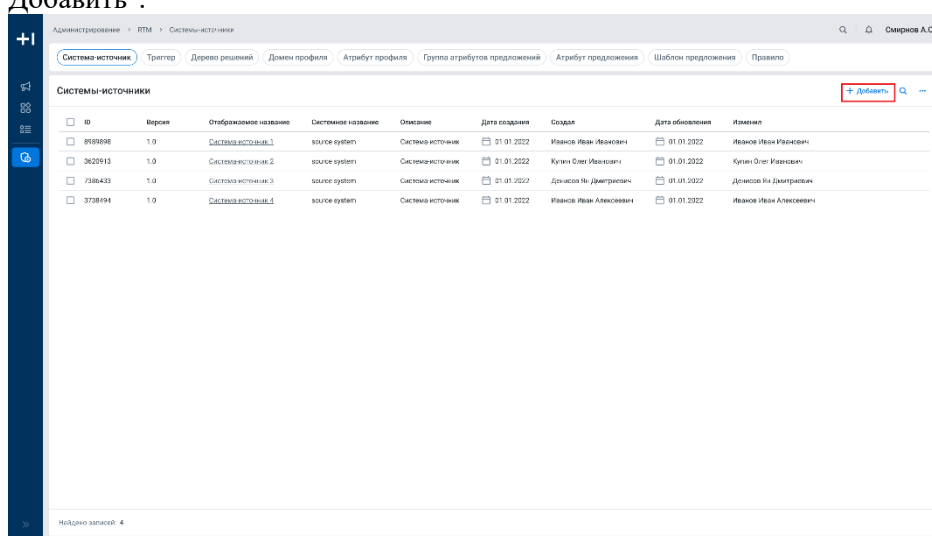 Добавить".
Администрирование > RTM > Системы-источники
Смирнов А.С
Система-источник Триггер Дерево решений Домен профиля Атрибут профиля Группа атрибутов предложений Атрибут предложения Шаблон предложения Правило
Системы-источники
+ Добавить
ID Версия Отображаемое название Системное название Описание Дата создания Создал Дата обновления Изменил
8989898 1.0 Система-источник 1 source system Система-источник 01.01.2022 Иванов Иван Иванович 01.01.2022 Иванов Иван Иванович
3620913 1.0 Система-источник 2 source system Система-источник 01.01.2022 Купин Олег Иванович 01.01.2022 Купин Олег Иванович
7386433 1.0 Система-источник 3 source system Система-источник 01.01.2022 Денисов Ян Дмитриевич 01.01.2022 Денисов Ян Дмитриевич
3738494 1.0 Система-источник 4 source system Система-источник 01.01.2022 Иванов Иван Алексеевич 01.01.2022 Иванов Иван Алексеевич
Найдено записей: 4